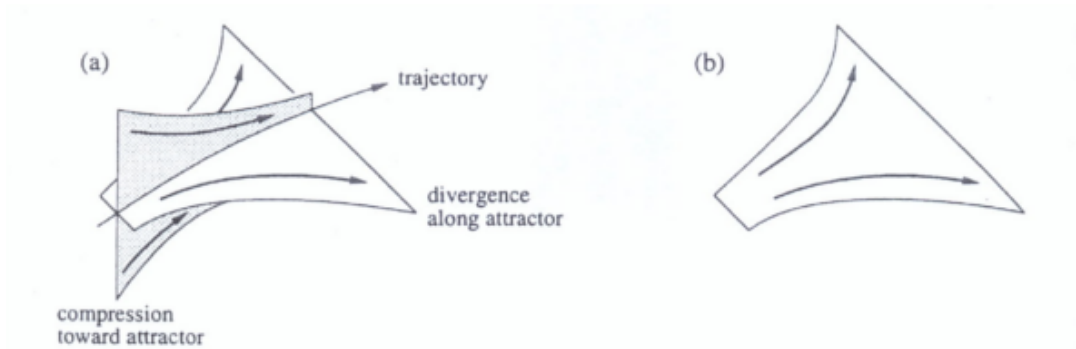 (a)
(b)
trajectory
divergence
along attractor
compression
toward attractor